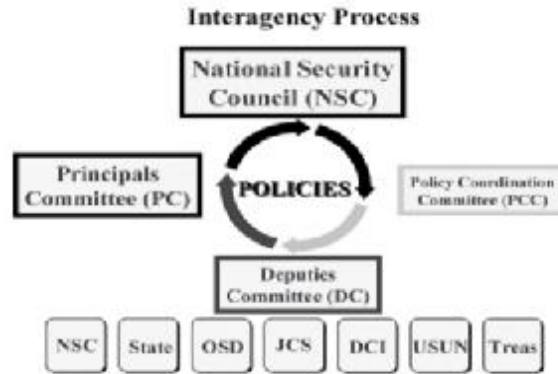 Interagency Process
National Security
Council (NSC)
Principals
Committee (PC)
POLICIES
Policy Coordination
Committee (PCC)
Deputies
Committee (DC)
NSC
State
OSD
JCS
DCI
USUN
Treas